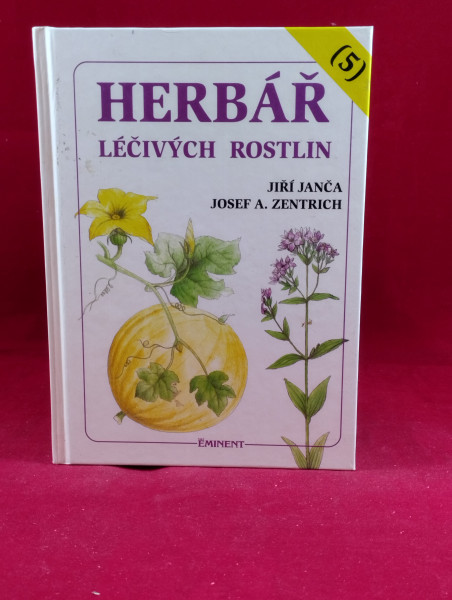 (5)
HERBÁŘ
LÉČIVÝCH ROSTLIN
JIŘÍ JANČA
JOSEF A. ZENTRICH
EMINENT